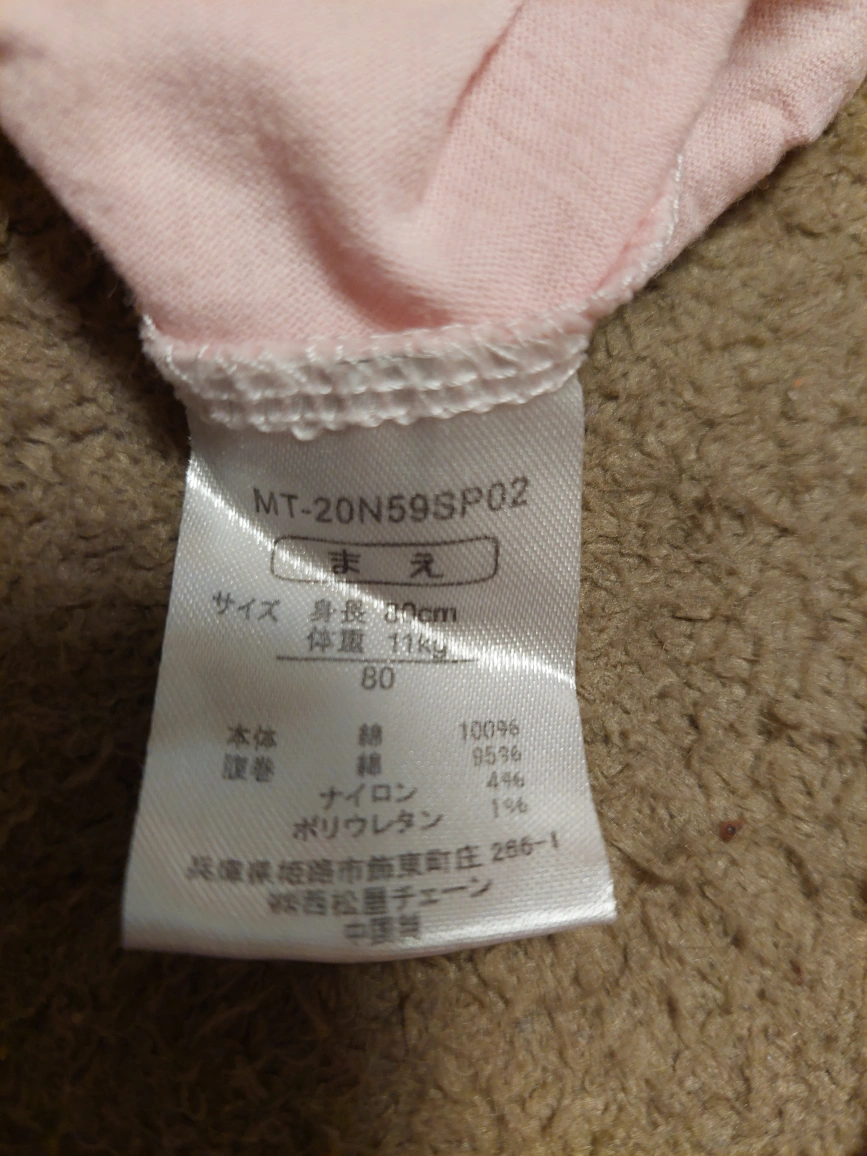 MT-20N59SP02
まえ
サイズ 身長 80cm
体重 11kg
80
本体 綿 100%
腹巻 綿 95%
ナイロン 4%
ポリウレタン 1%
兵庫県姫路市飾東町庄 266-1
㈱西松屋チェーン
中国製